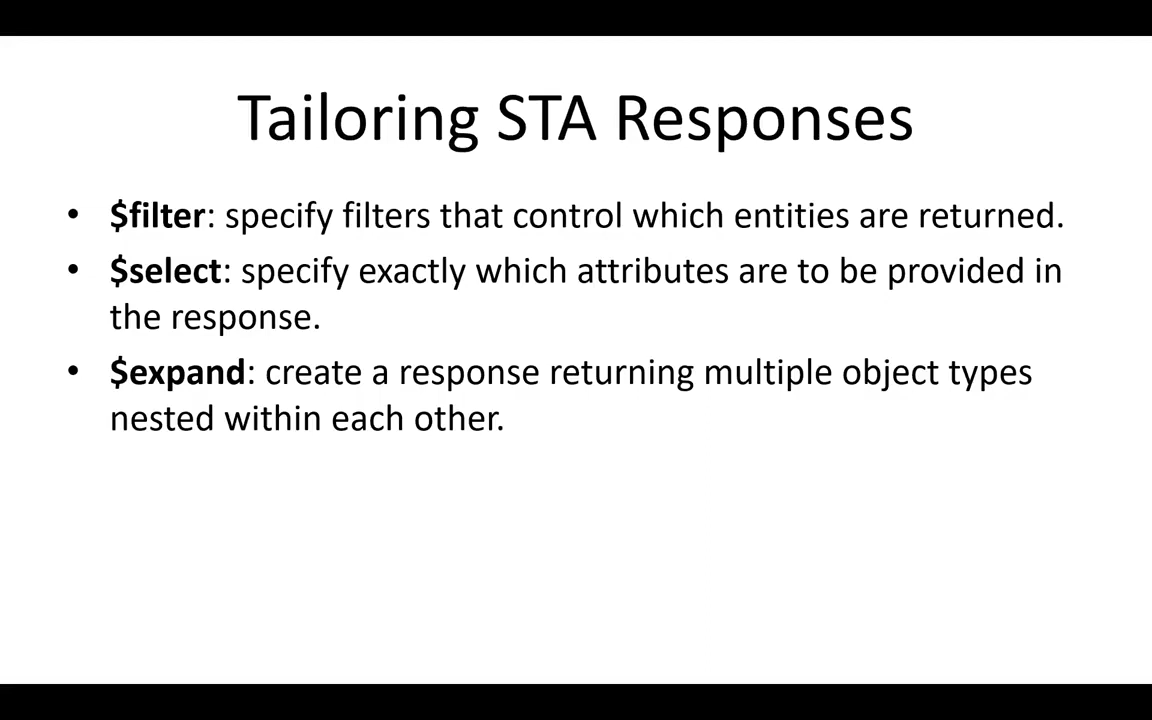 Tailoring STA Responses
• $filter: specify filters that control which entities are returned.
• $select: specify exactly which attributes are to be provided in
the response.
• $expand: create a response returning multiple object types
nested within each other.